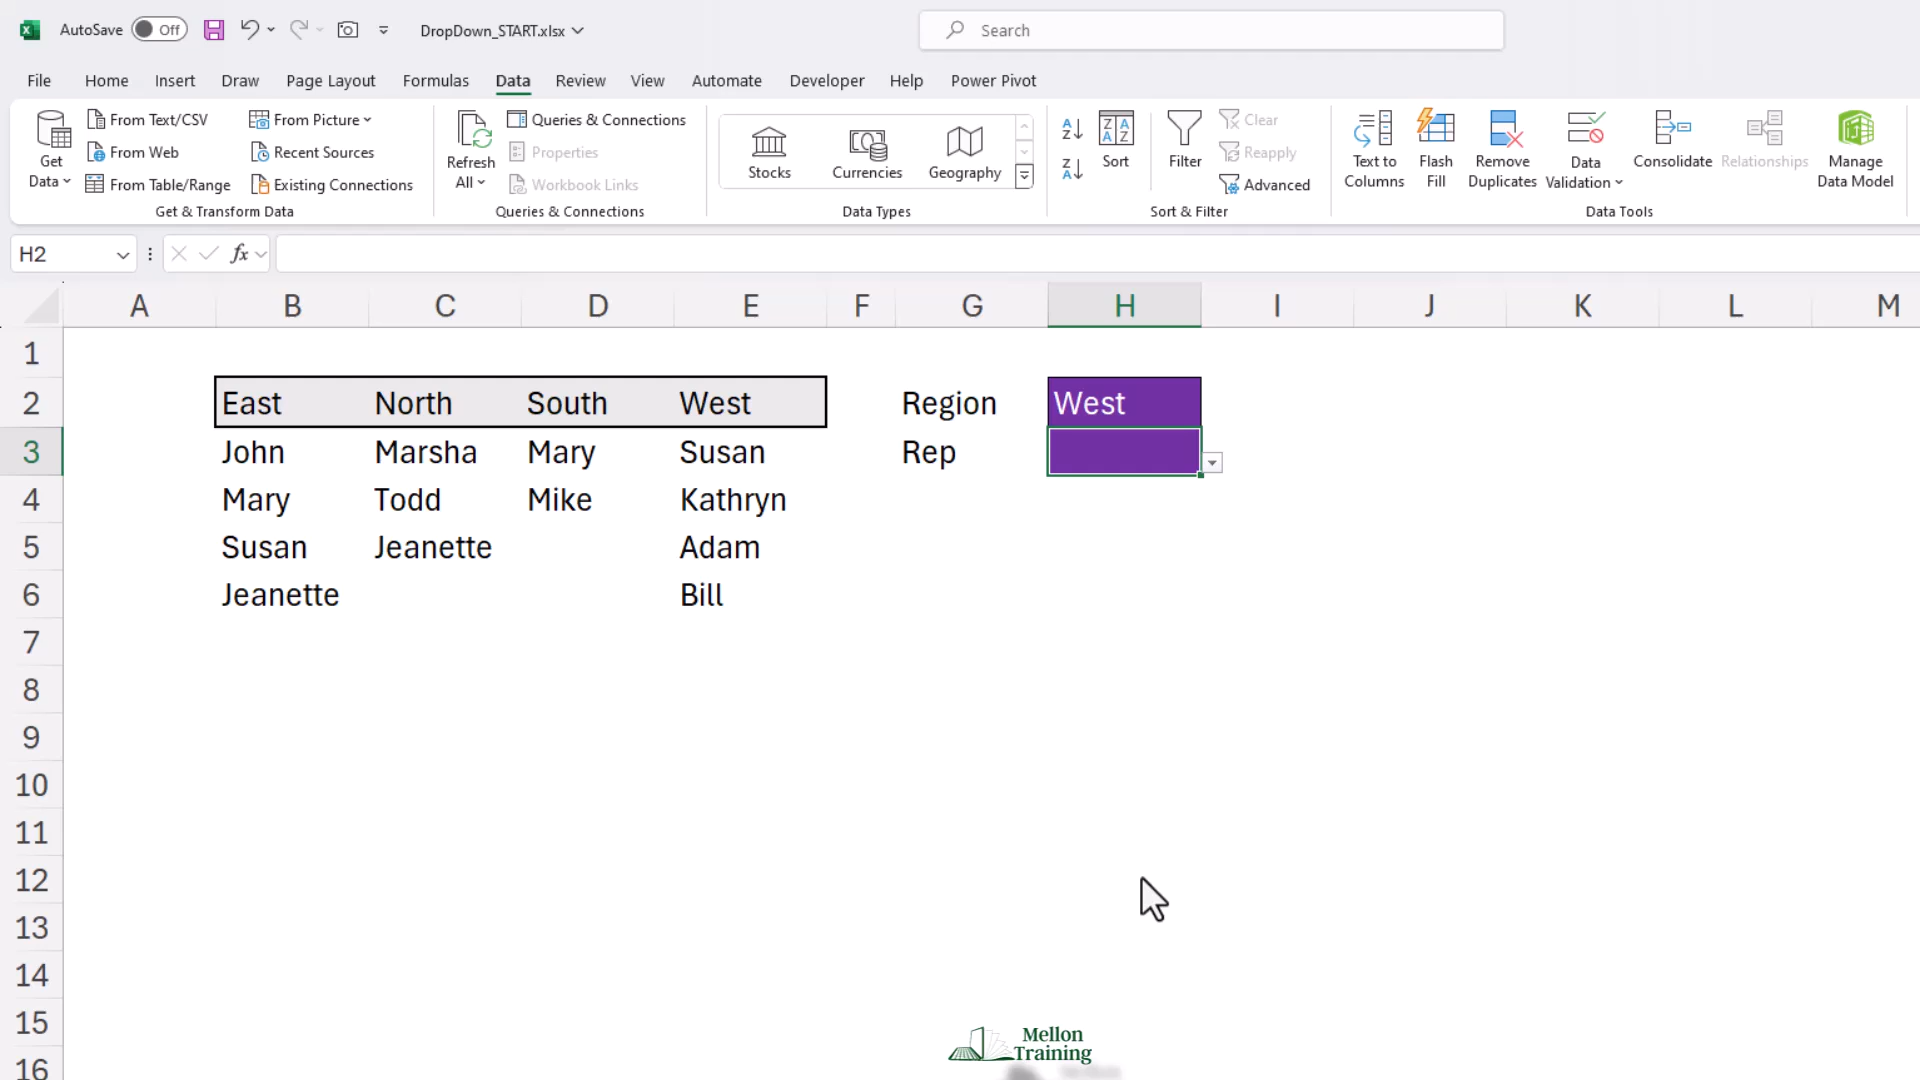 AutoSave Off DropDown_START.xlsx Search
File Home Insert Draw Page Layout Formulas Data Review View Automate Developer Help Power Pivot
Get Data
From Text/CSV
From Web
From Table/Range
From Picture
Recent Sources
Existing Connections
Get & Transform Data
Refresh All
Queries & Connections
Properties
Workbook Links
Queries & Connections
Stocks Currencies Geography
Data Types
Sort
Filter
Clear
Reapply
Advanced
Sort & Filter
Text to Columns
Flash Fill
Remove Duplicates
Data Validation
Consolidate
Relationships
Manage Data Model
Data Tools
H2 fx
A B C D E F G H I J K L M
1
2 East North South West Region West
3 John Marsha Mary Susan Rep
4 Mary Todd Mike Kathryn
5 Susan Jeanette Adam
6 Jeanette Bill
7
8
9
10
11
12
13
14
15
16
Mellon
Training